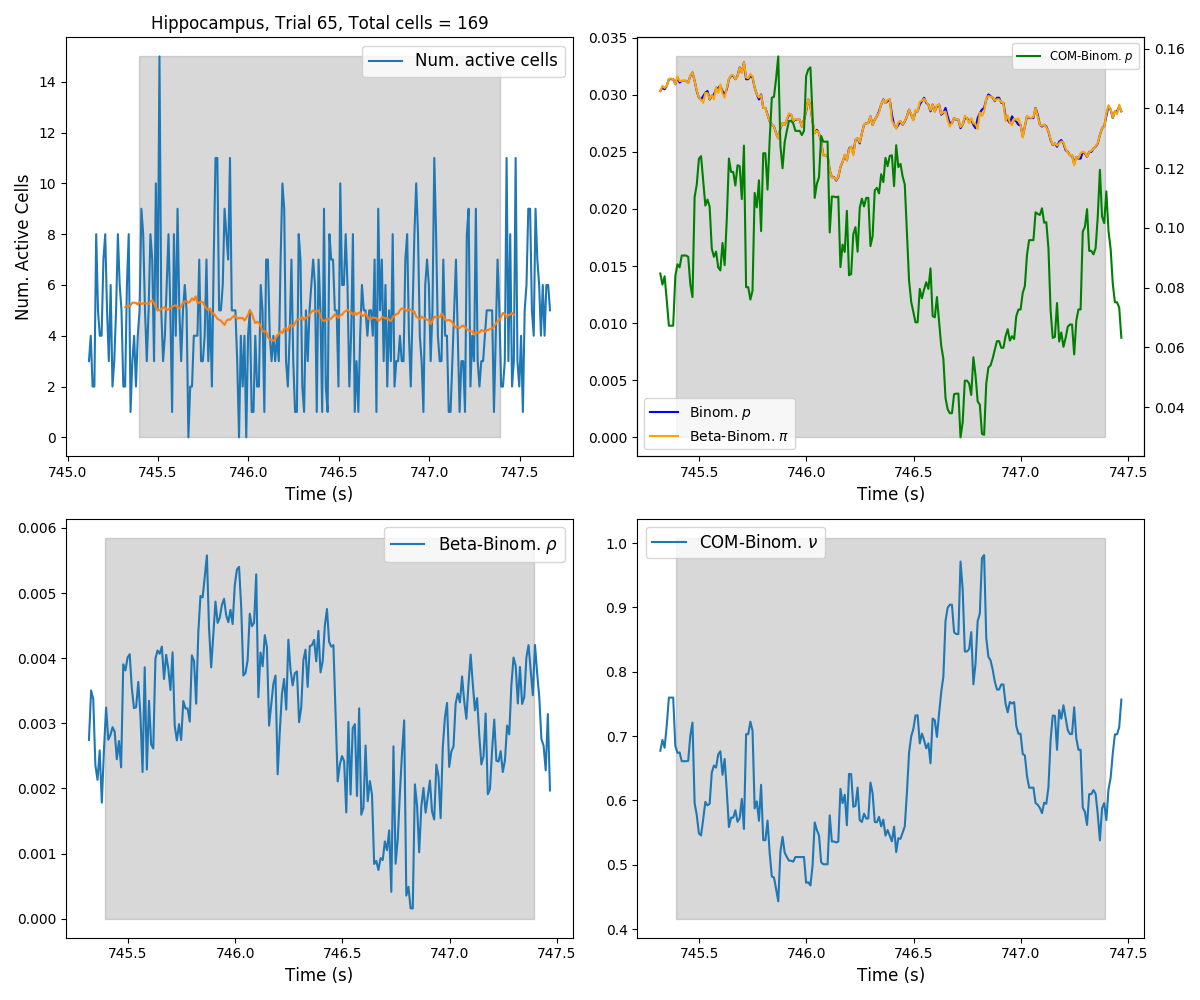 Hippocampus, Trial 65, Total cells = 169
Num. active cells
Num. Active Cells
14
12
10
8
6
4
2
0
745.0 745.5 746.0 746.5 747.0 747.5
Time (s)
COM-Binom. p
0.035
0.030
0.025
0.020
0.015
0.010
0.005
0.000
0.16
0.14
0.12
0.10
0.08
0.06
0.04
Binom. p
Beta-Binom. π
745.5 746.0 746.5 747.0 747.5
Time (s)
Beta-Binom. ρ
0.006
0.005
0.004
0.003
0.002
0.001
0.000
745.5 746.0 746.5 747.0 747.5
Time (s)
COM-Binom. ν
1.0
0.9
0.8
0.7
0.6
0.5
0.4
745.5 746.0 746.5 747.0 747.5
Time (s)